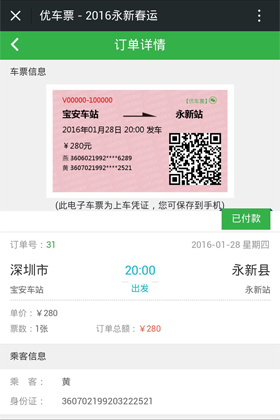 优车票 - 2016永新春运
订单详情
车票信息
V00000-100000
【优车票】
宝安车站 永新站
2016年01月28日 20:00 发车
￥280元
燕 3606021992****6289
黄 3607021992****2521
(此电子车票为上车凭证，您可保存到手机)
已付款
订单号：31 2016-01-28 星期四
深圳市 20:00 永新县
宝安车站 出发 永新站
单价：￥280
票数：1张 订单总额：￥280
乘客信息
乘 客：黄
身份证：360702199203222521